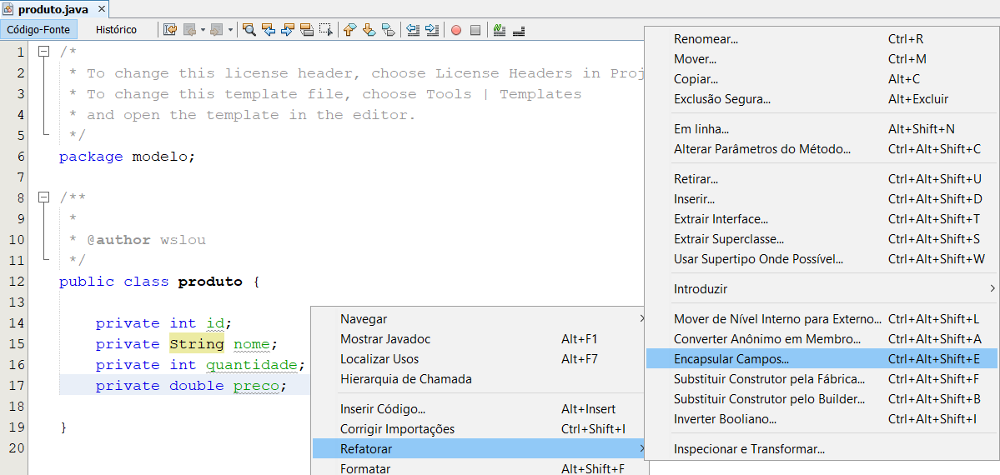 produto.java
Código-Fonte Histórico
1 /*
2 * To change this license header, choose License Headers in Proj
3 * To change this template file, choose Tools | Templates
4 * and open the template in the editor.
5 */
6 package modelo;
7
8 /**
9 *
10 * @author wslou
11 */
12 public class produto {
13
14 private int id;
15 private String nome;
16 private int quantidade;
17 private double preco;
18
19 }
20
Navegar
Mostrar Javadoc Alt+F1
Localizar Usos Alt+F7
Hierarquia de Chamada
Inserir Código... Alt+Insert
Corrigir Importações Ctrl+Shift+I
Refatorar
Formatar Alt+Shift+F
Renomear... Ctrl+R
Mover... Ctrl+M
Copiar... Alt+C
Exclusão Segura... Alt+Excluir
Em linha... Alt+Shift+N
Alterar Parâmetros do Método... Ctrl+Alt+Shift+C
Retirar... Ctrl+Alt+Shift+U
Inserir... Ctrl+Alt+Shift+D
Extrair Interface... Ctrl+Alt+Shift+T
Extrair Superclasse... Ctrl+Alt+Shift+S
Usar Supertipo Onde Possível... Ctrl+Alt+Shift+W
Introduzir
Mover de Nível Interno para Externo... Ctrl+Alt+Shift+L
Converter Anônimo em Membro... Ctrl+Alt+Shift+A
Encapsular Campos... Ctrl+Alt+Shift+E
Substituir Construtor pela Fábrica... Ctrl+Alt+Shift+F
Substituir Construtor pelo Builder... Ctrl+Alt+Shift+B
Inverter Booliano... Ctrl+Alt+Shift+I
Inspecionar e Transformar...